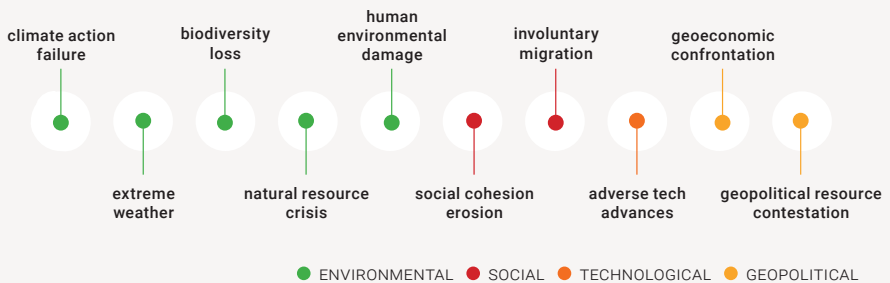 climate action
failure
extreme
weather
biodiversity
loss
natural resource
crisis
human
environmental
damage
social cohesion
erosion
involuntary
migration
adverse tech
advances
geoeconomic
confrontation
geopolitical resource
contestation
ENVIRONMENTAL SOCIAL TECHNOLOGICAL GEOPOLITICAL